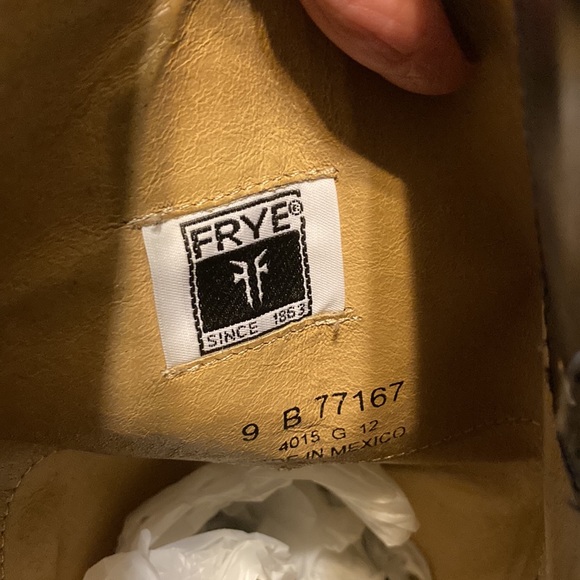 FRYE®
SINCE 1863
9 B 77167
4015 G 12
IN MEXICO